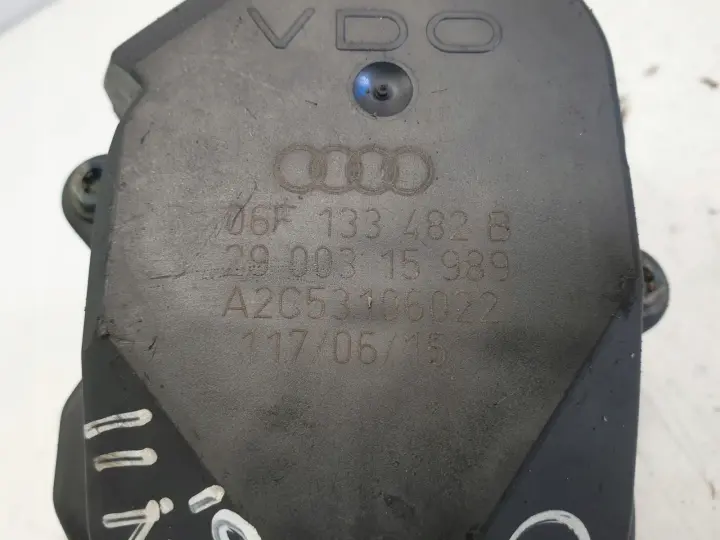 VDO
06F 133 482 B
29 003 15 989
A2C53106022
117/06/15